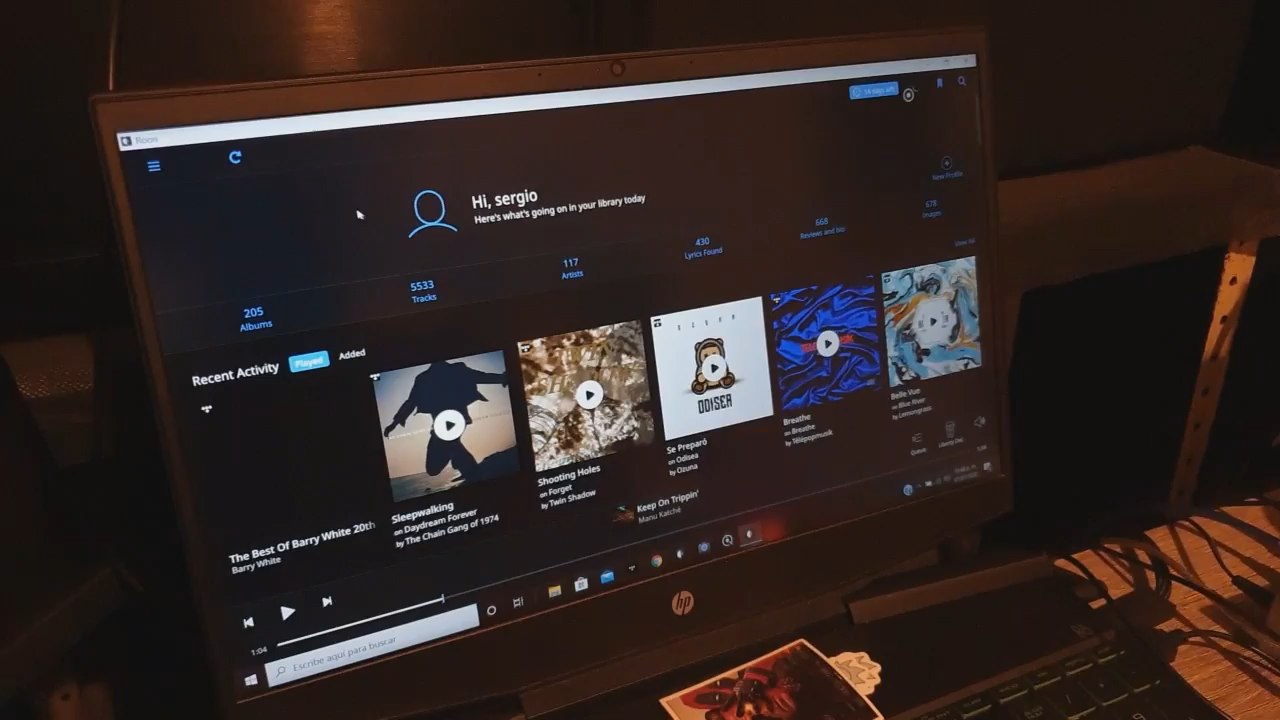 Roon
14 days left
New Profile
Hi, sergio
Here's what's going on in your library today
205
Albums
5533
Tracks
117
Artists
430
Lyrics Found
668
Reviews and bio
678
Images
Recent Activity
Played
Added
The Best Of Barry White 20th
Barry White
Sleepwalking
on Daydream Forever
by The Chain Gang of 1974
Shooting Holes
on Forget
by Twin Shadow
OZUNA
ODISEA
Se Preparó
on Odisea
by Ozuna
Breathe
on Breathe
by Télépopmusik
Belle Vue
on Blue River
by Lemongrass
Keep On Trippin'
Manu Katché
Queue
1:04
Escribe aquí para buscar
hp